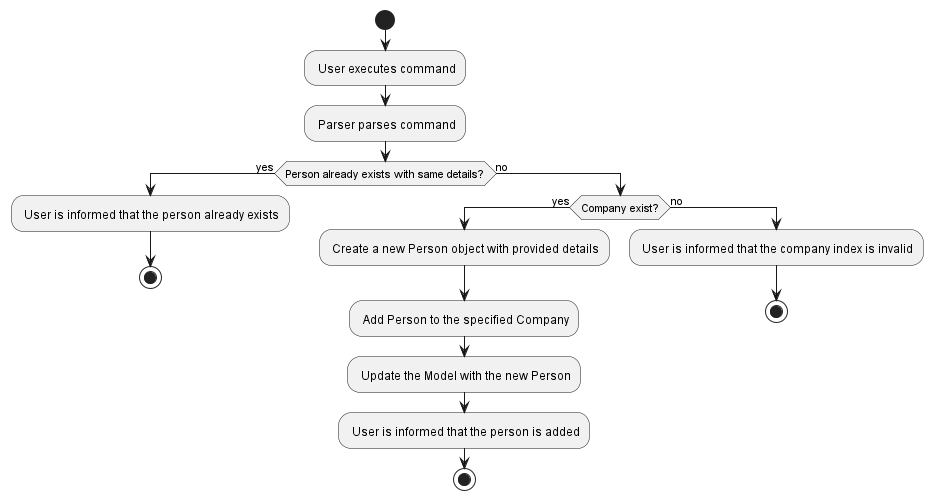 User executes command
Parser parses command
yes
Person already exists with same details?
no
User is informed that the person already exists
yes
Company exist?
no
Create a new Person object with provided details
User is informed that the company index is invalid
Add Person to the specified Company
Update the Model with the new Person
User is informed that the person is added